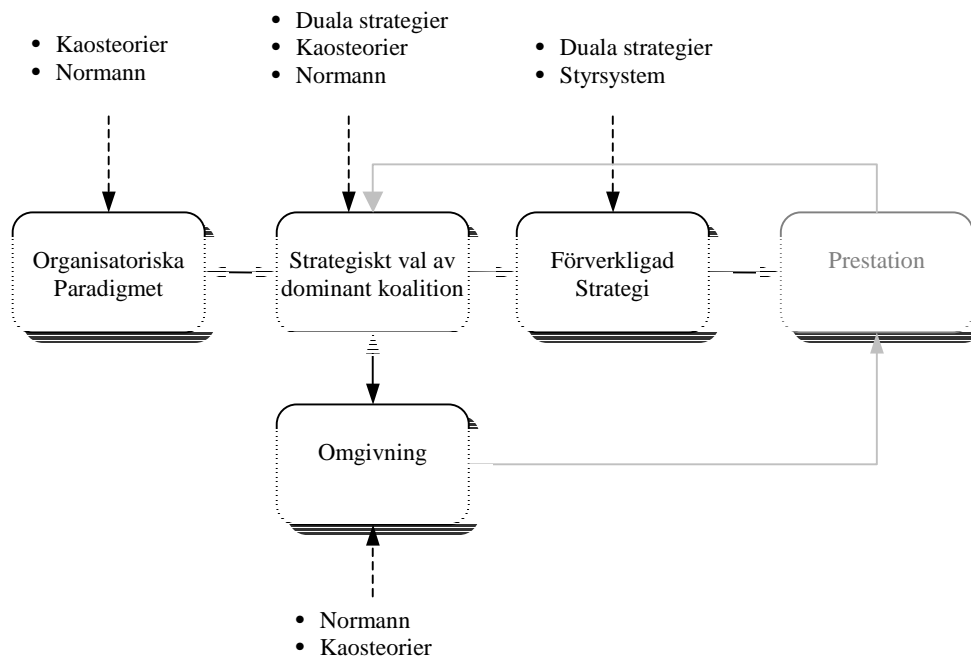 • Kaosteorier
• Normann
• Duala strategier
• Kaosteorier
• Normann
• Duala strategier
• Styrsystem
Organisatoriska
Paradigmet
Strategiskt val av
dominant koalition
Förverkligad
Strategi
Prestation
Omgivning
• Normann
• Kaosteorier